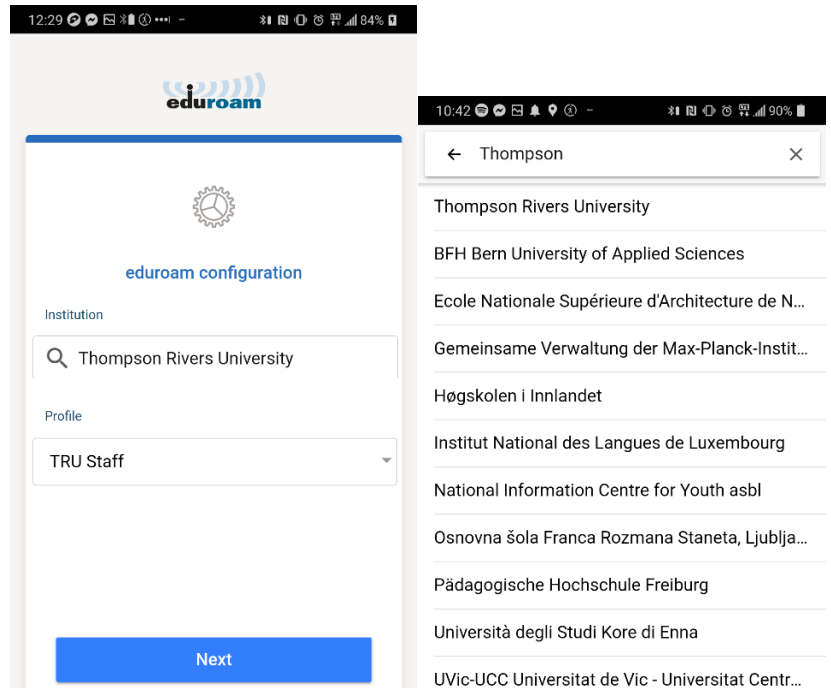 12:29 84%
eduroam
eduroam configuration
Institution
Thompson Rivers University
Profile
TRU Staff
Next
10:42 90%
Thompson
Thompson Rivers University
BFH Bern University of Applied Sciences
Ecole Nationale Supérieure d'Architecture de N...
Gemeinsame Verwaltung der Max-Planck-Instit...
Høgskolen i Innlandet
Institut National des Langues de Luxembourg
National Information Centre for Youth asbl
Osnovna šola Franca Rozmana Staneta, Ljublja...
Pädagogische Hochschule Freiburg
Università degli Studi Kore di Enna
UVic-UCC Universitat de Vic - Universitat Centr...